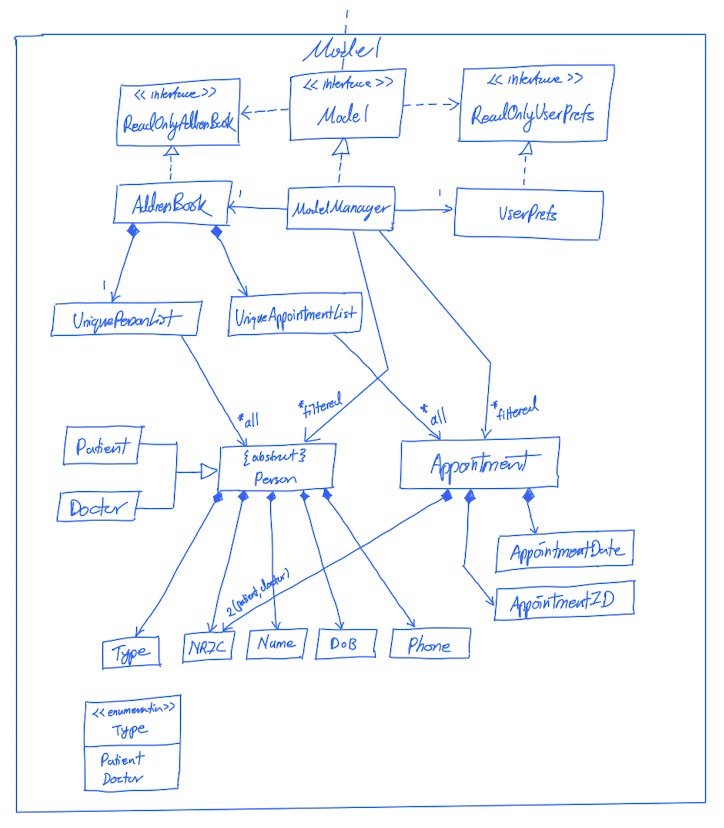 Model
<< interface >>
ReadOnlyAddressBook
<< interface >>
Model
<< interface >>
ReadOnlyUserPrefs
AddressBook
1
ModelManager
1
UserPrefs
1
UniquePersonList
UniqueAppointmentList
*all
*filtered
*all
*filtered
Patient
{abstract}
Person
Appointment
Doctor
AppointmentDate
2 (patient, doctor)
AppointmentID
Type
NRIC
Name
DoB
Phone
<<enumeration>>
Type
Patient
Doctor